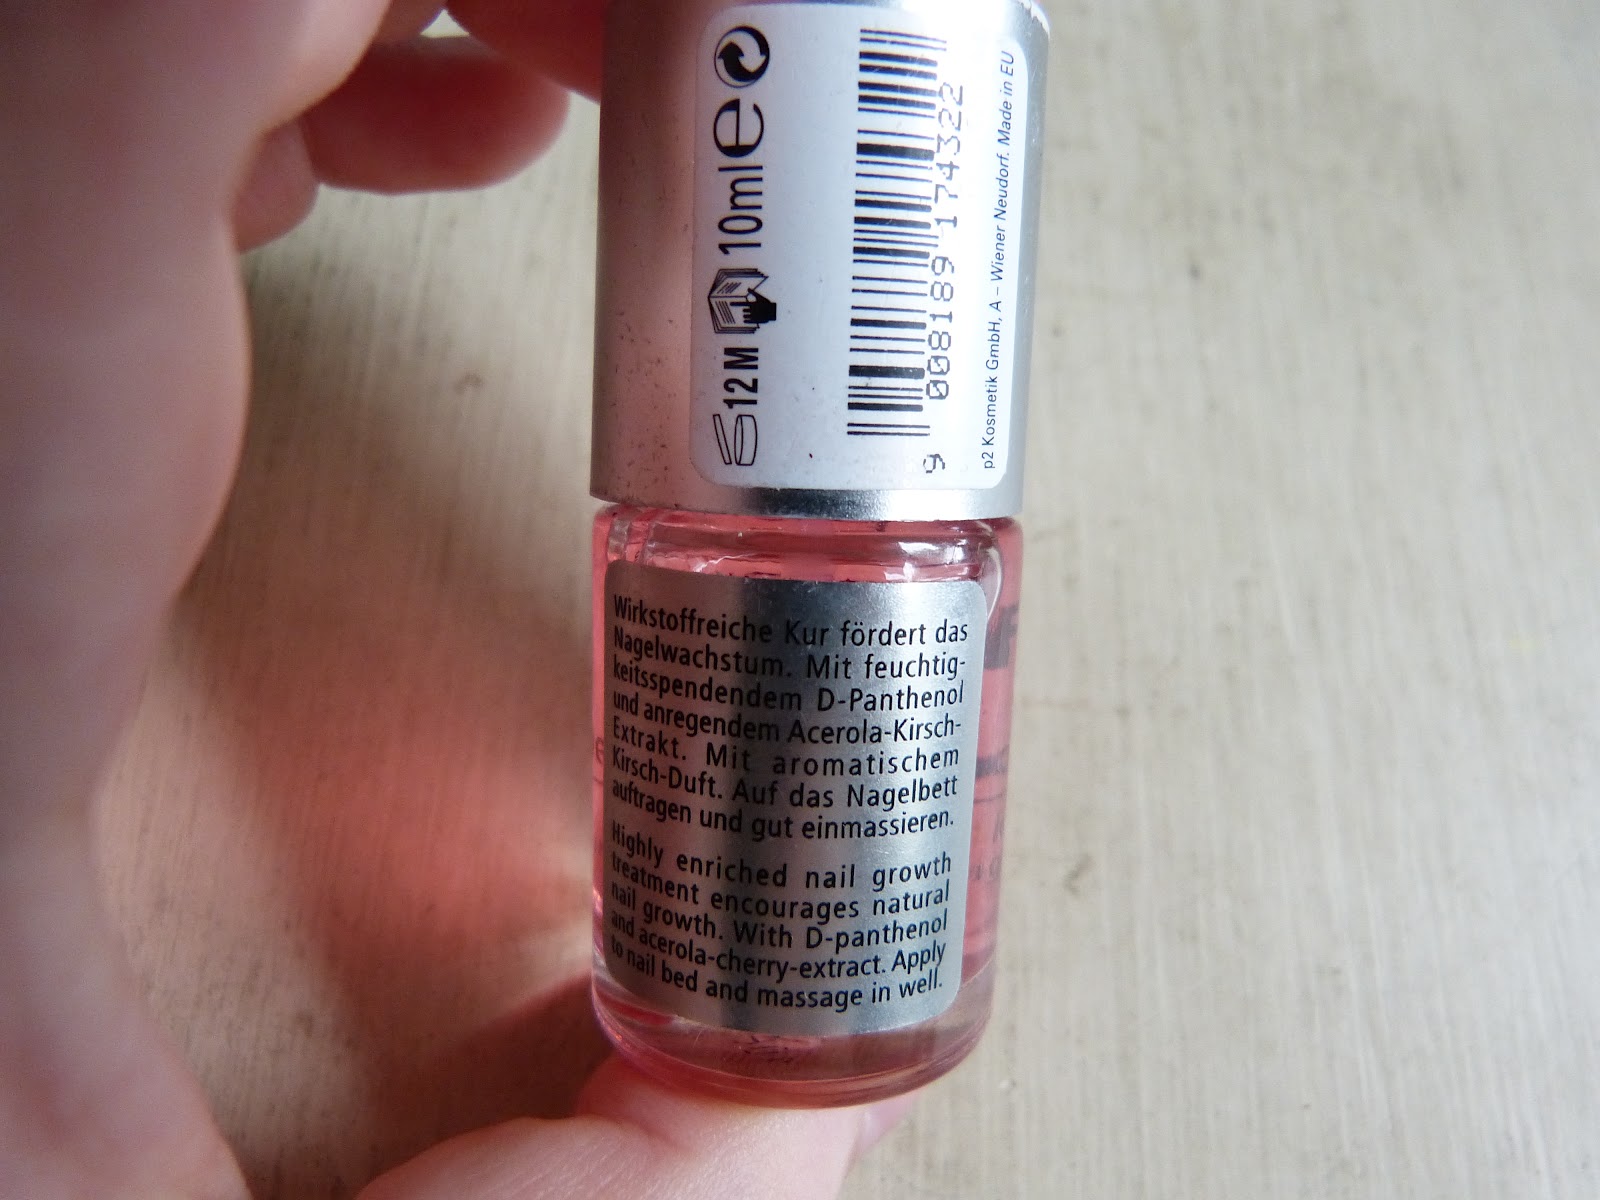 12M 10ml e
9 008189 174322
p2 Kosmetik GmbH, A – Wiener Neudorf. Made in EU
Wirkstoffreiche Kur fördert das
Nagelwachstum. Mit feuchtig-
keitsspendendem D-Panthenol
und anregendem Acerola-Kirsch-
Extrakt. Mit aromatischem
Kirsch-Duft. Auf das Nagelbett
auftragen und gut einmassieren.
Highly enriched nail growth
treatment encourages natural
nail growth. With D-panthenol
and acerola-cherry-extract. Apply
to nail bed and massage in well.